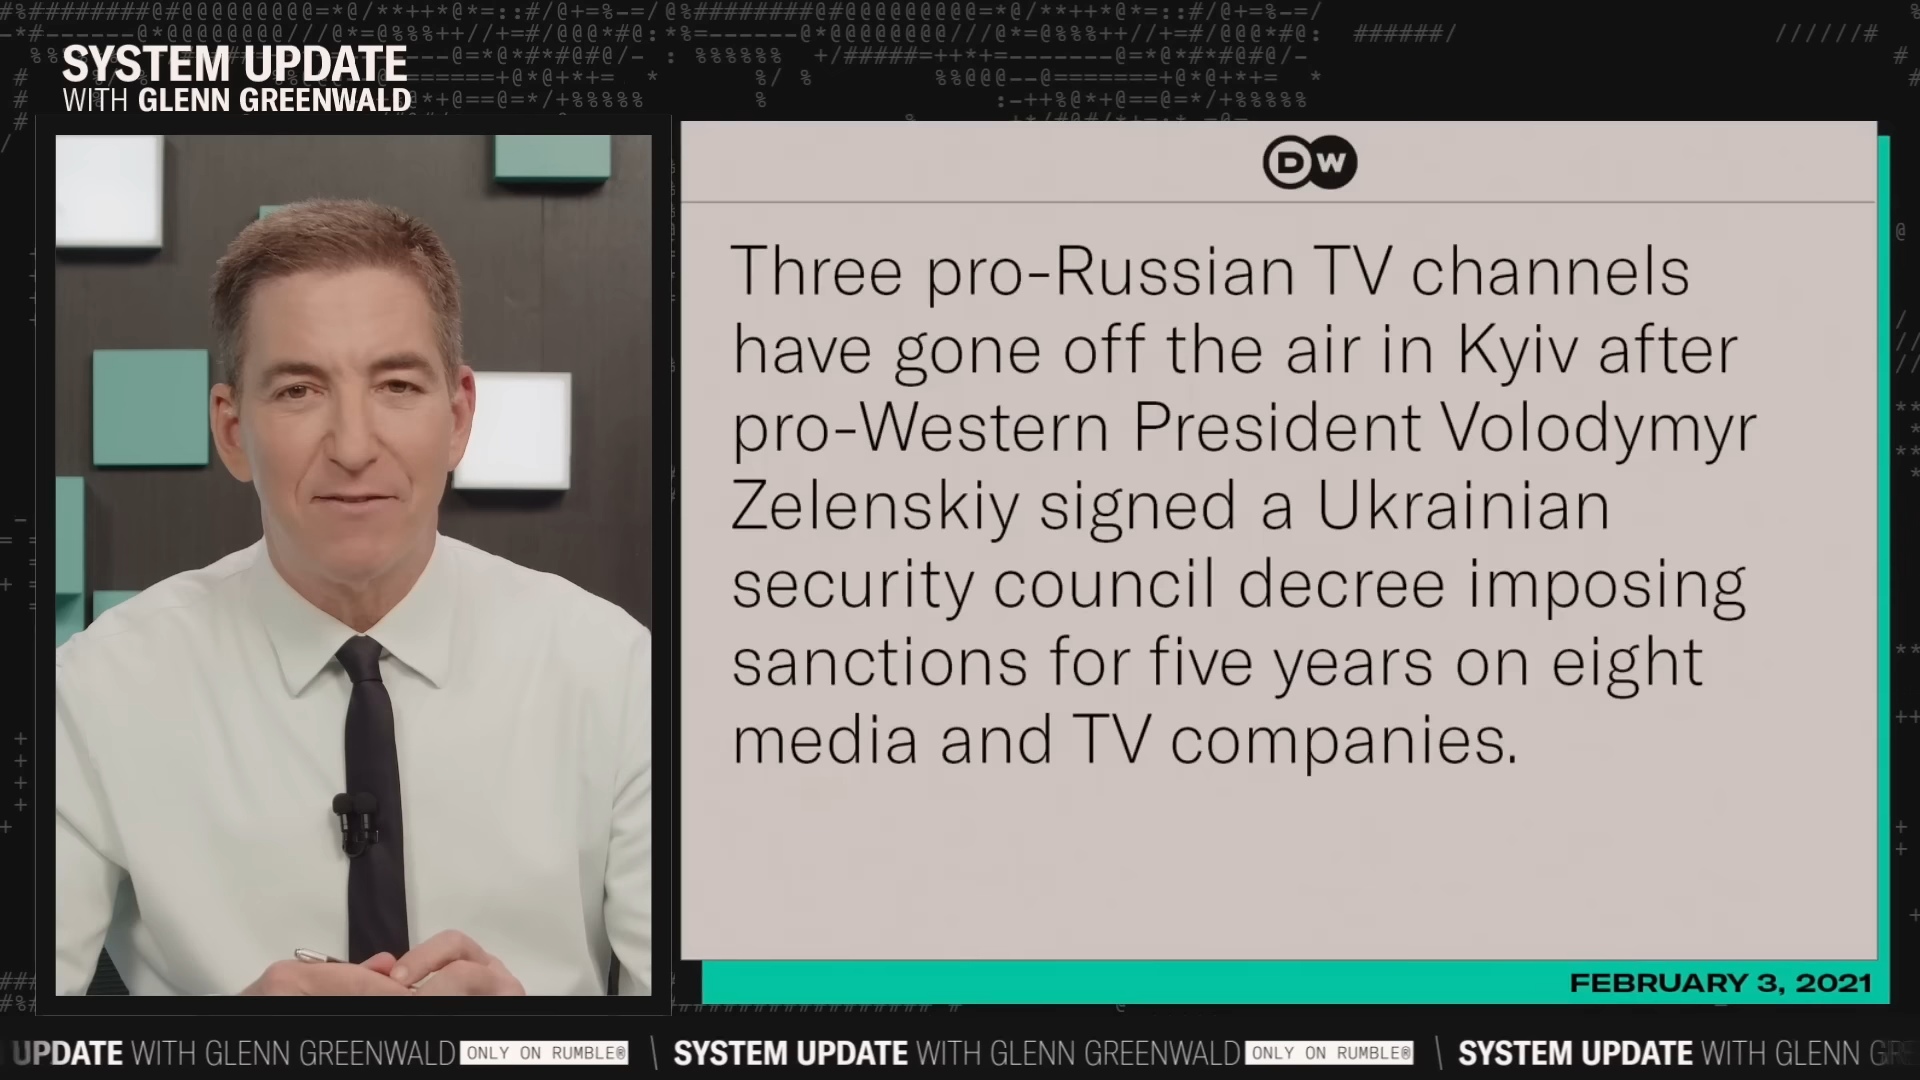 SYSTEM UPDATE
WITH GLENN GREENWALD
DW
Three pro-Russian TV channels
have gone off the air in Kyiv after
pro-Western President Volodymyr
Zelenskiy signed a Ukrainian
security council decree imposing
sanctions for five years on eight
media and TV companies.
FEBRUARY 3, 2021
UPDATE WITH GLENN GREENWALD ONLY ON RUMBLE® \ SYSTEM UPDATE WITH GLENN GREENWALD ONLY ON RUMBLE® \ SYSTEM UPDATE WITH GLENN